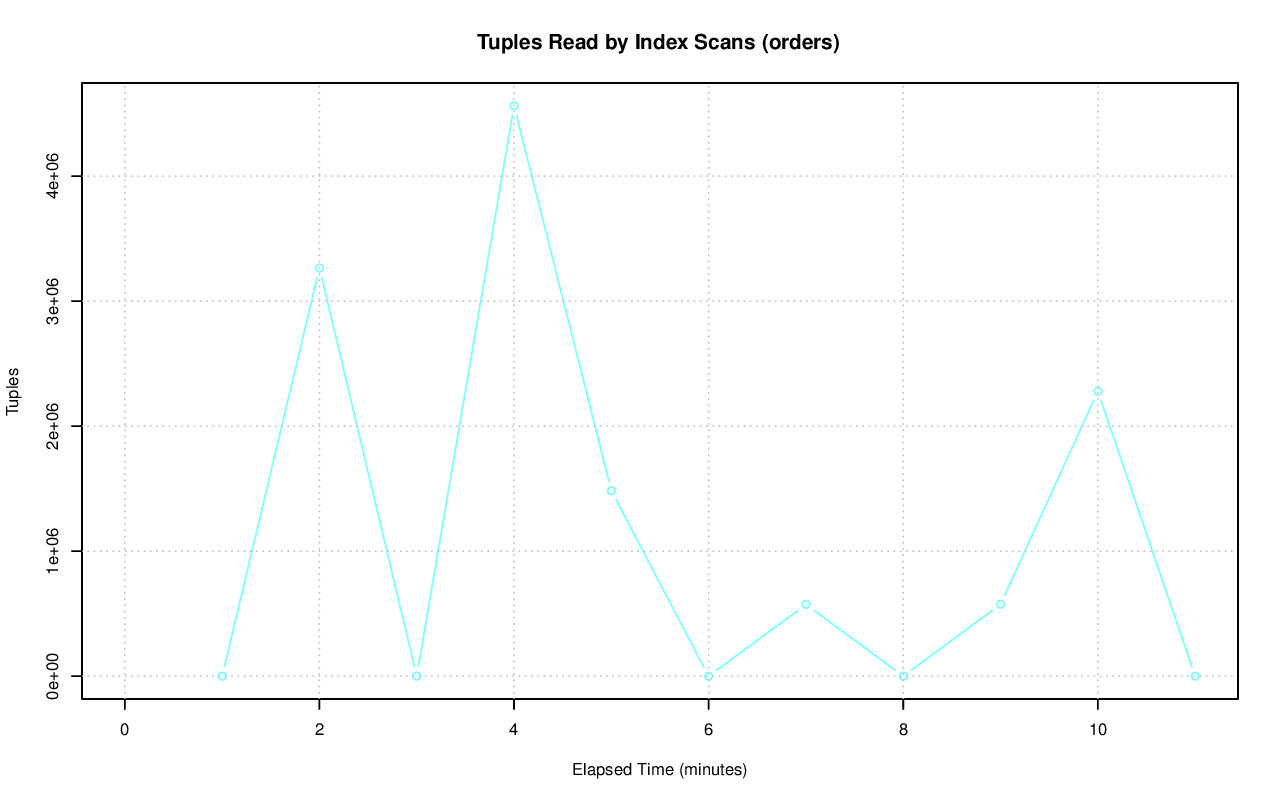 Tuples Read by Index Scans (orders)
Tuples
4e+06
3e+06
2e+06
1e+06
0e+00
0 2 4 6 8 10
Elapsed Time (minutes)